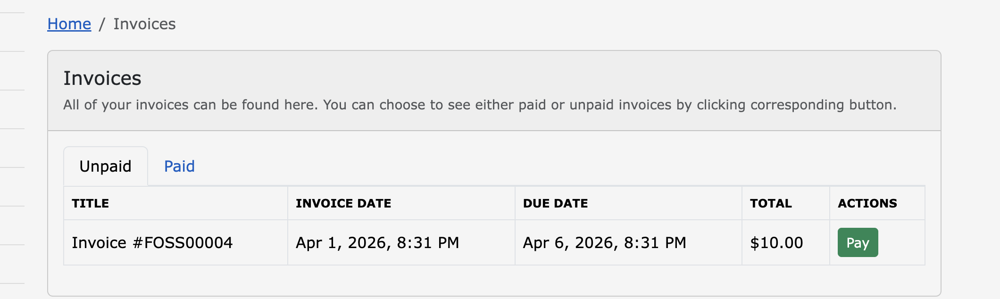 Home / Invoices
Invoices
All of your invoices can be found here. You can choose to see either paid or unpaid invoices by clicking corresponding button.
Unpaid Paid
TITLE INVOICE DATE DUE DATE TOTAL ACTIONS
Invoice #FOSS00004 Apr 1, 2026, 8:31 PM Apr 6, 2026, 8:31 PM $10.00 Pay